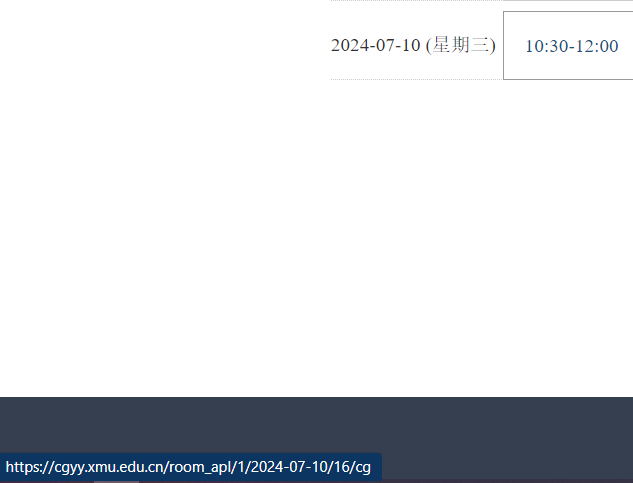 2024-07-10 (星期三) 10:30-12:00
https://cgyy.xmu.edu.cn/room_apl/1/2024-07-10/16/cg